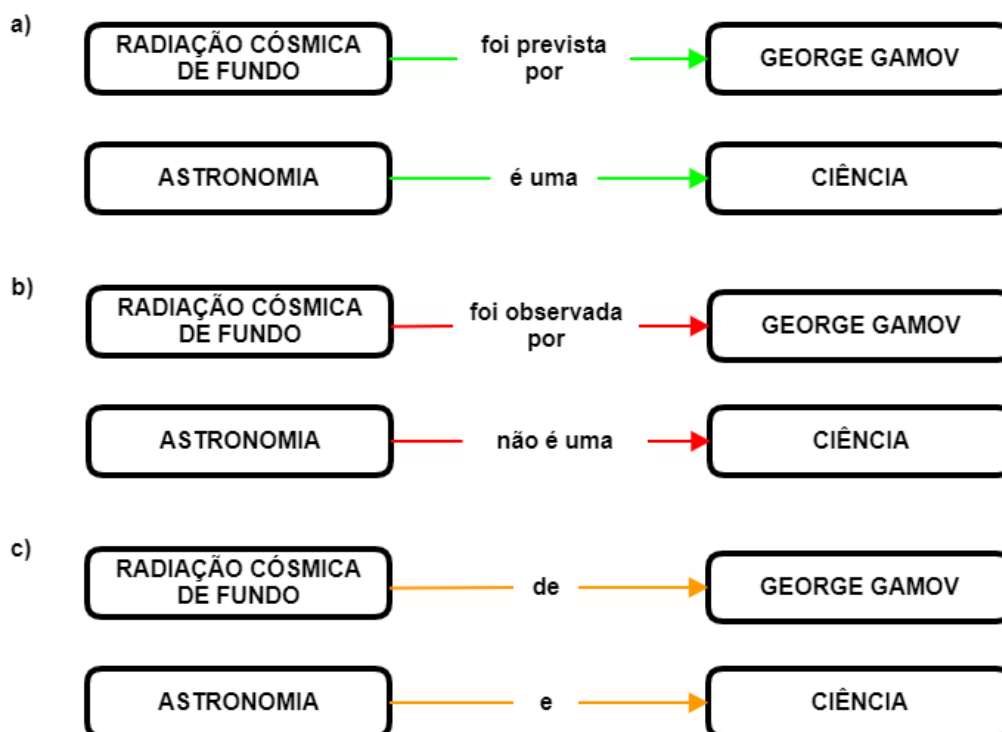 a)
RADIAÇÃO CÓSMICA
DE FUNDO
foi prevista
por
GEORGE GAMOV
ASTRONOMIA
é uma
CIÊNCIA
b)
RADIAÇÃO CÓSMICA
DE FUNDO
foi observada
por
GEORGE GAMOV
ASTRONOMIA
não é uma
CIÊNCIA
c)
RADIAÇÃO CÓSMICA
DE FUNDO
de
GEORGE GAMOV
ASTRONOMIA
e
CIÊNCIA